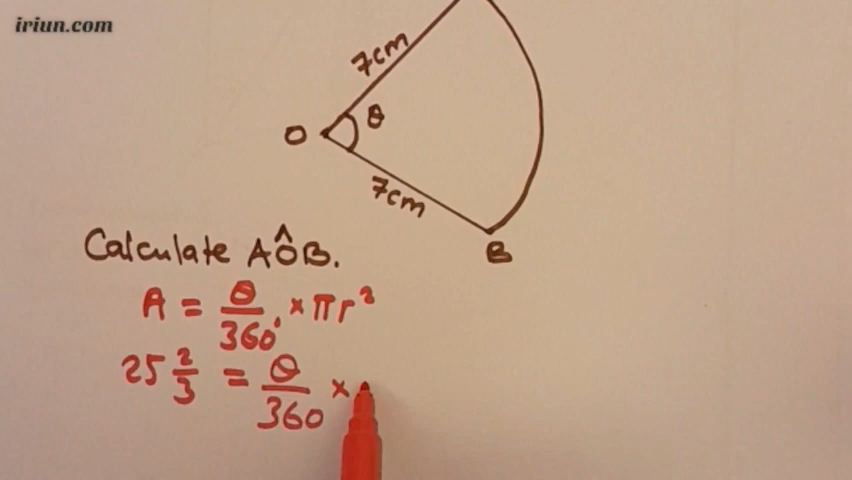 iriun.com
7cm
O θ
7cm
B
Calculate AÔB.
A = θ/360° × πr²
25 2/3 = θ/360 ×